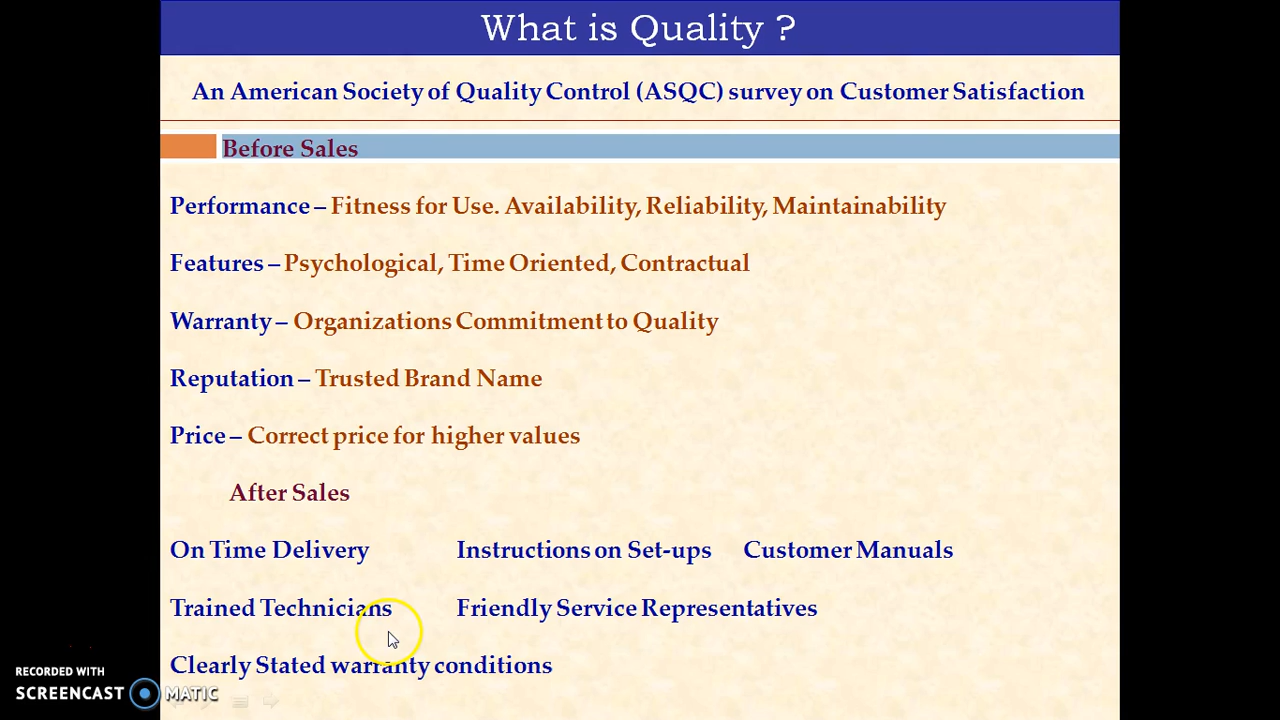 What is Quality ?
An American Society of Quality Control (ASQC) survey on Customer Satisfaction
Before Sales
Performance – Fitness for Use. Availability, Reliability, Maintainability
Features – Psychological, Time Oriented, Contractual
Warranty – Organizations Commitment to Quality
Reputation – Trusted Brand Name
Price – Correct price for higher values
After Sales
On Time Delivery Instructions on Set-ups Customer Manuals
Trained Technicians Friendly Service Representatives
Clearly Stated warranty conditions
RECORDED WITH
SCREENCAST MATIC